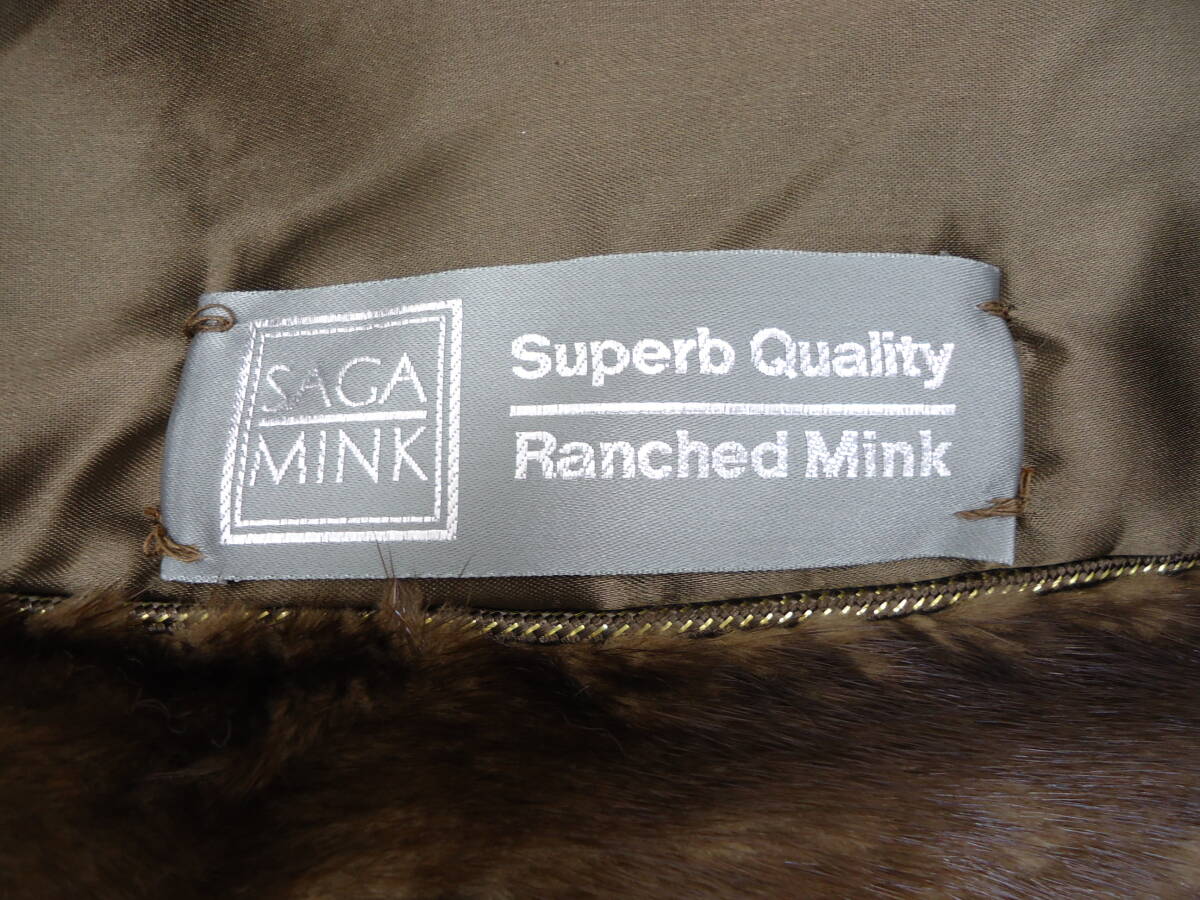 SAGA
MINK
Superb Quality
Ranched Mink